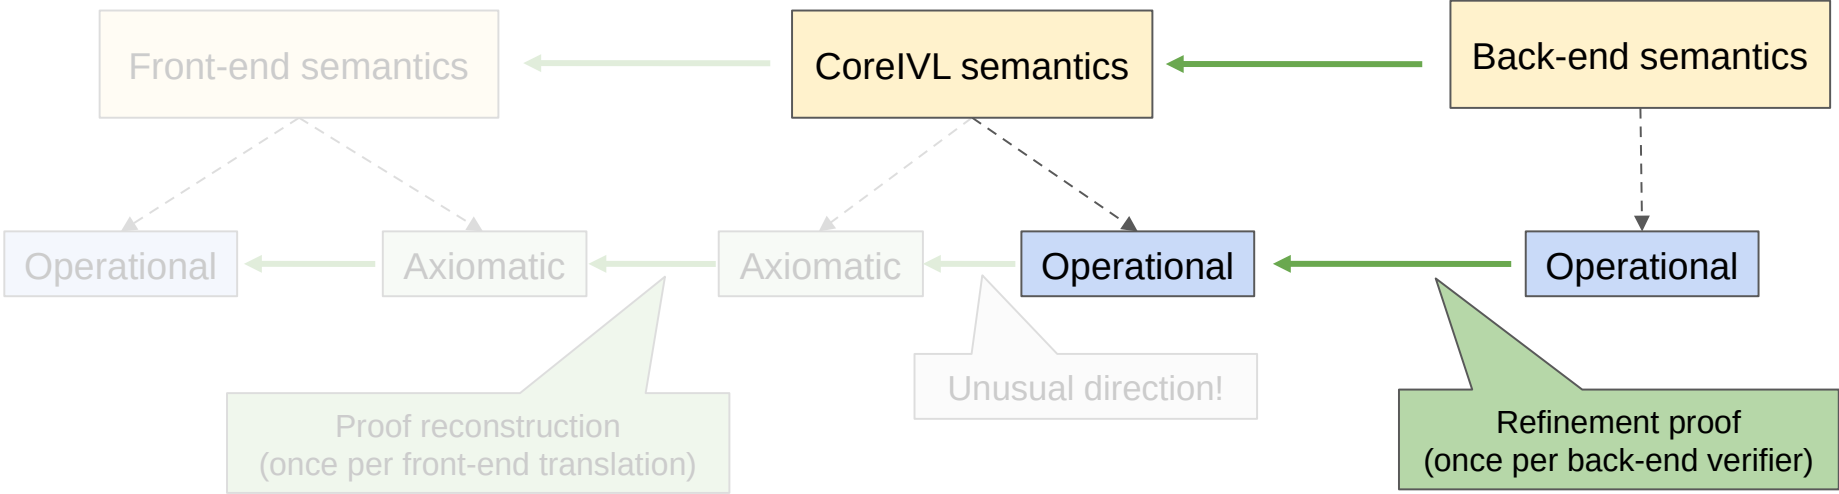 Front-end semantics
CoreIVL semantics
Back-end semantics
Operational
Axiomatic
Axiomatic
Operational
Operational
Unusual direction!
Proof reconstruction
(once per front-end translation)
Refinement proof
(once per back-end verifier)